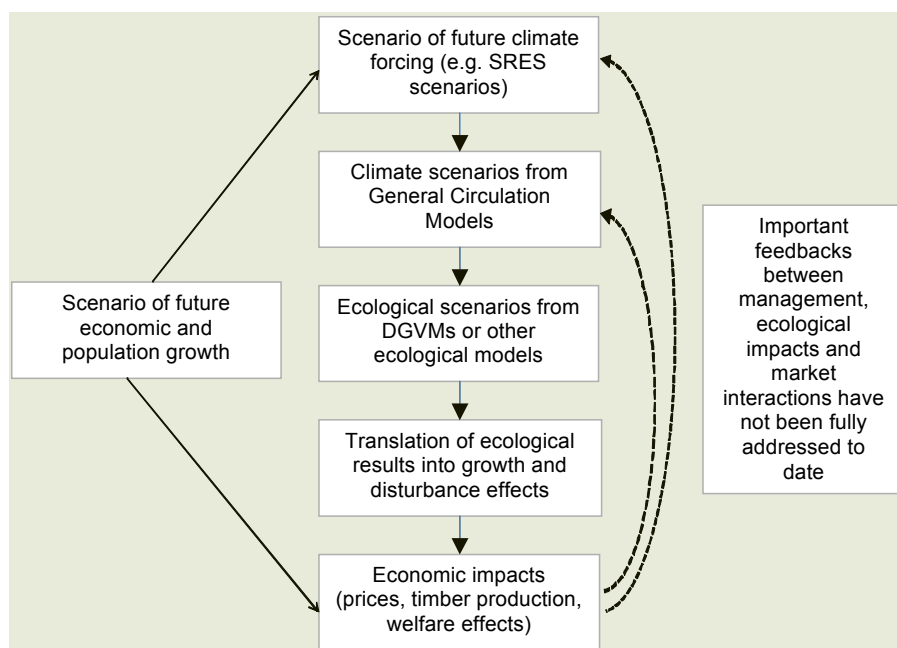 Scenario of future climate
forcing (e.g. SRES
scenarios)
Climate scenarios from
General Circulation
Models
Scenario of future
economic and
population growth
Ecological scenarios from
DGVMs or other
ecological models
Translation of ecological
results into growth and
disturbance effects
Economic impacts
(prices, timber production,
welfare effects)
Important
feedbacks
between
management,
ecological
impacts and
market
interactions have
not been fully
addressed to
date